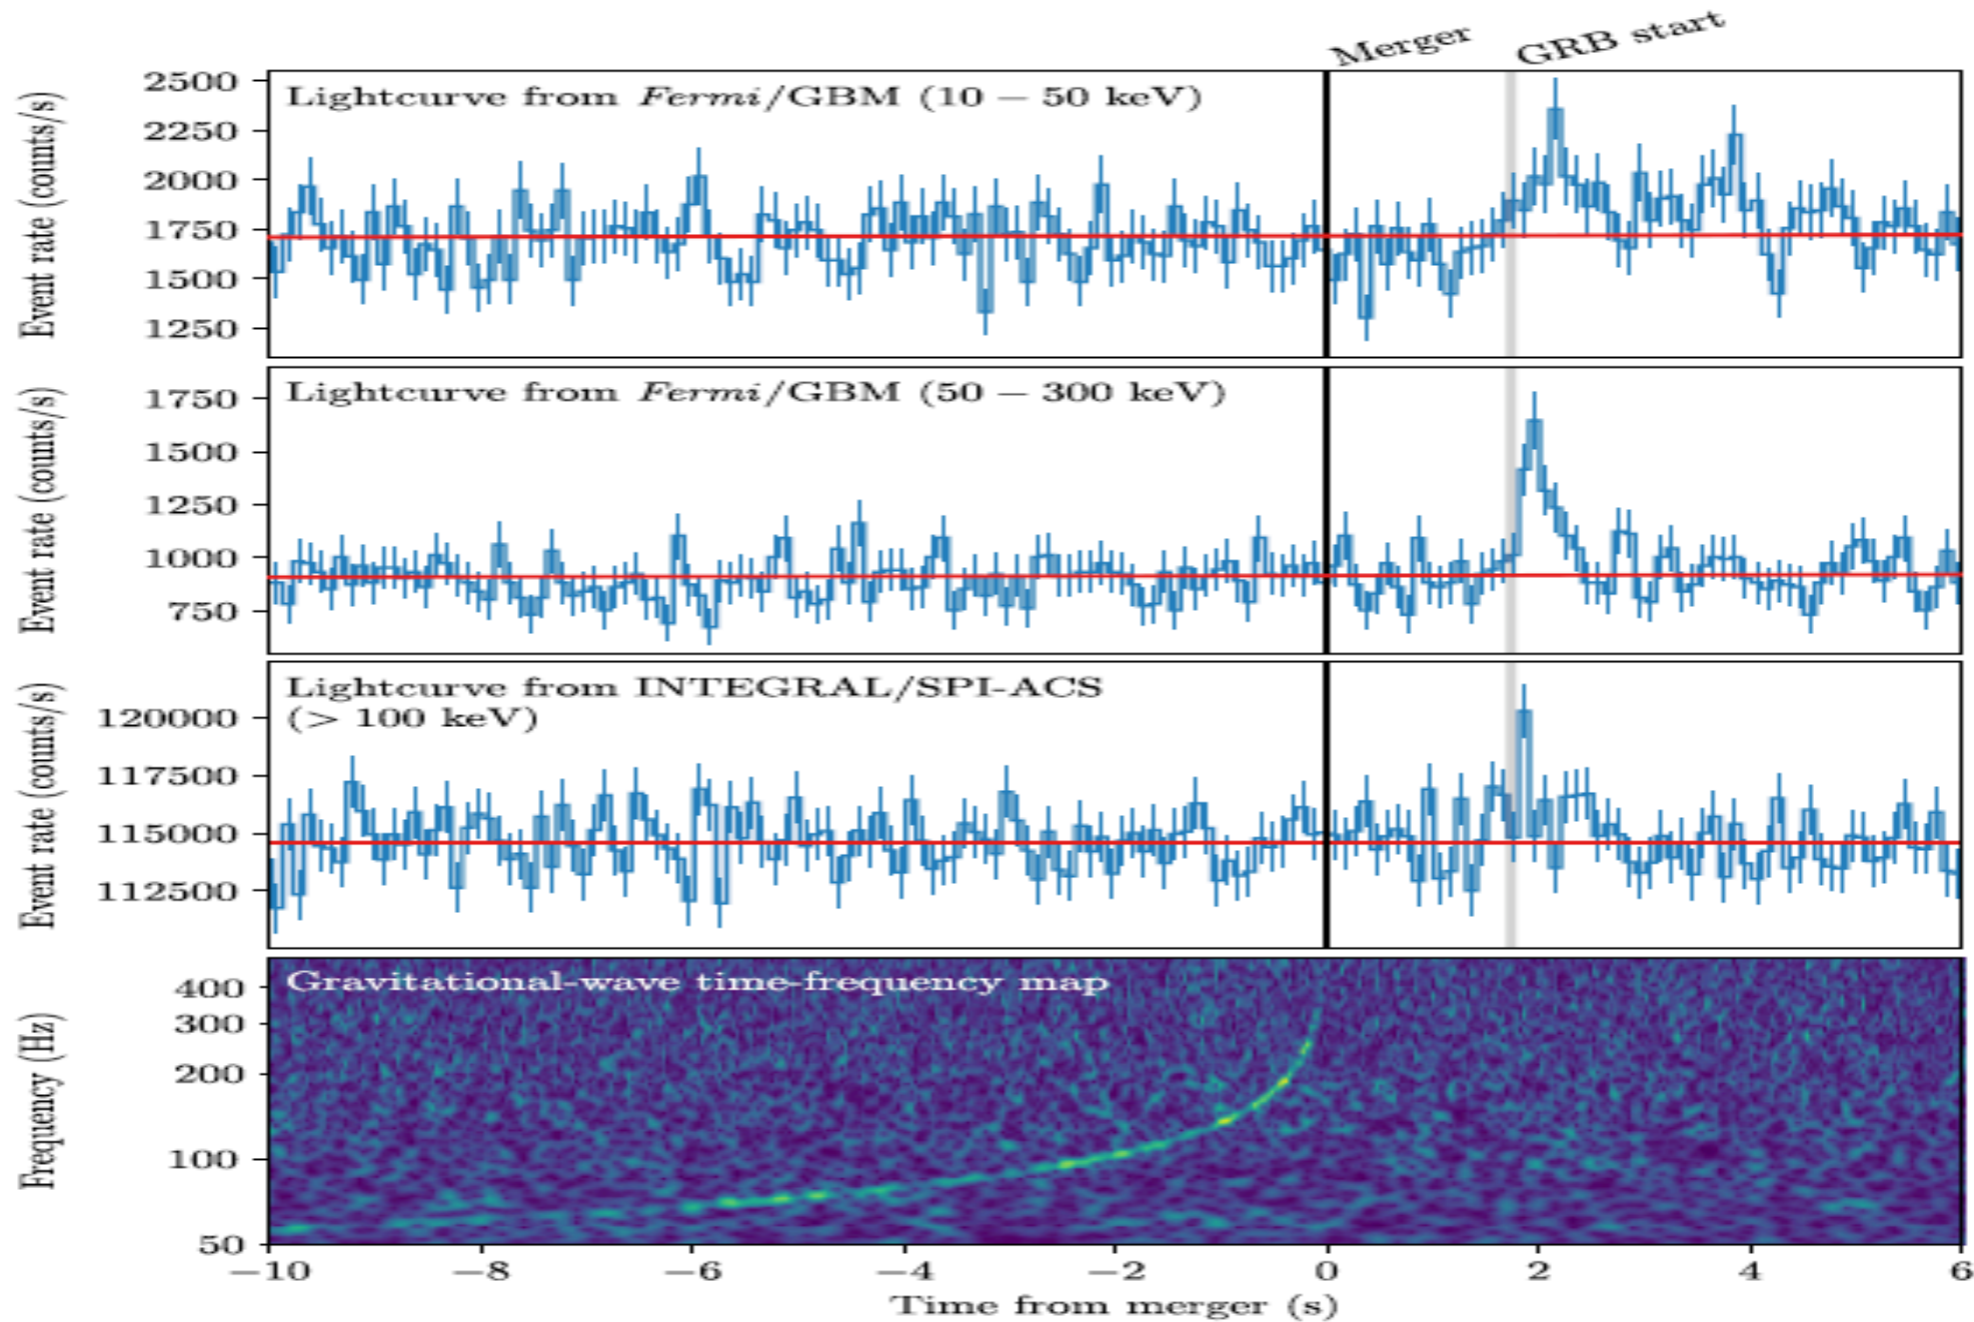 Merger
GRB start
Lightcurve from Fermi/GBM (10 − 50 keV)
Event rate (counts/s)
2500
2250
2000
1750
1500
1250
Lightcurve from Fermi/GBM (50 − 300 keV)
Event rate (counts/s)
1750
1500
1250
1000
750
Lightcurve from INTEGRAL/SPI-ACS
(> 100 keV)
Event rate (counts/s)
120000
117500
115000
112500
Gravitational-wave time-frequency map
Frequency (Hz)
400
300
200
100
50
−10 −8 −6 −4 −2 0 2 4 6
Time from merger (s)